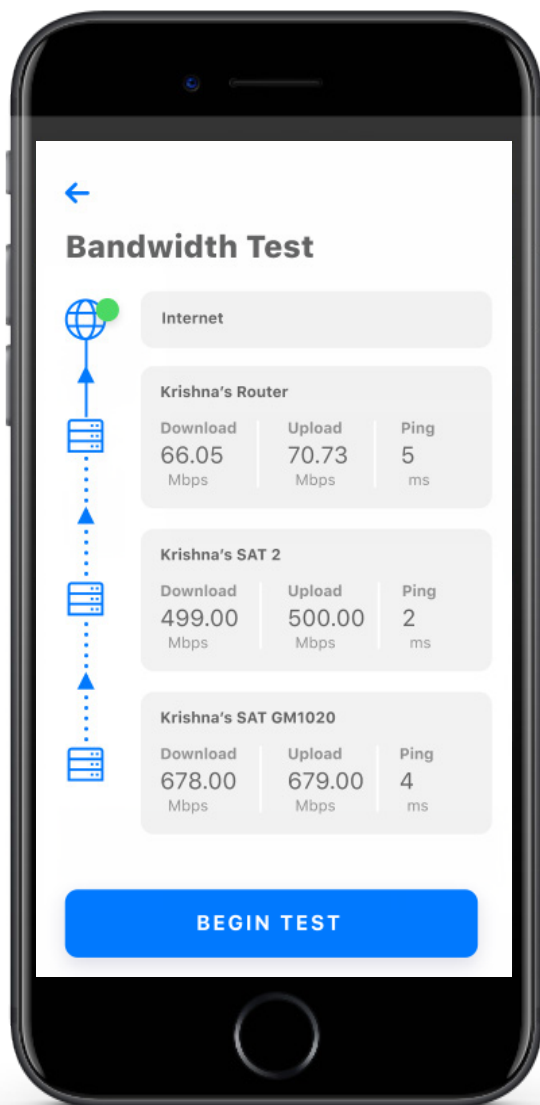 Bandwidth Test
Internet
Krishna's Router
Download Upload Ping
66.05 70.73 5
Mbps Mbps ms
Krishna's SAT 2
Download Upload Ping
499.00 500.00 2
Mbps Mbps ms
Krishna's SAT GM1020
Download Upload Ping
678.00 679.00 4
Mbps Mbps ms
BEGIN TEST